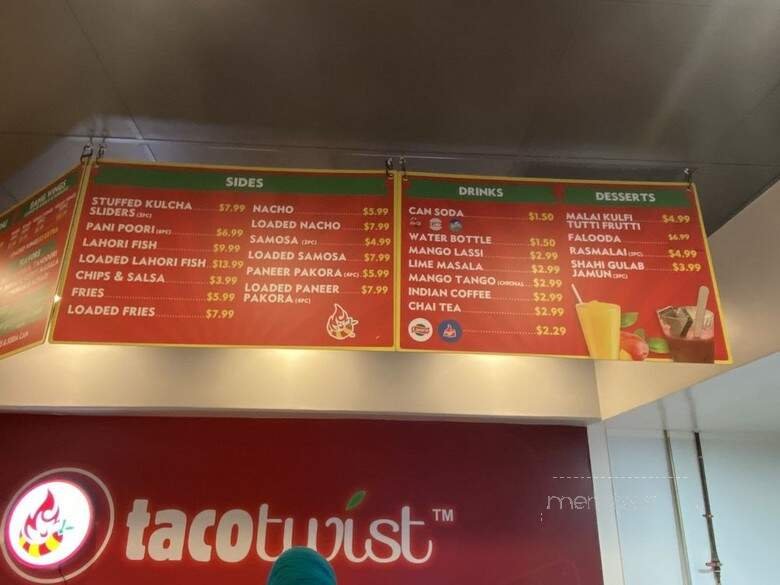 SIDES
STUFFED KULCHA
SLIDERS (2PC) $7.99
PANI POORI (6PC) $6.99
LAHORI FISH $9.99
LOADED LAHORI FISH $13.99
CHIPS & SALSA $3.99
FRIES $5.99
LOADED FRIES $7.99
NACHO $5.99
LOADED NACHO $7.99
SAMOSA (2PC) $4.99
LOADED SAMOSA $7.99
PANEER PAKORA (6PC) $5.99
LOADED PANEER
PAKORA (6PC) $7.99
DRINKS
CAN SODA $1.50
WATER BOTTLE $1.50
MANGO LASSI $2.99
LIME MASALA $2.99
MANGO TANGO $2.99
INDIAN COFFEE $2.99
CHAI TEA $2.99
$2.29
DESSERTS
MALAI KULFI
TUTTI FRUTTI $4.99
FALOODA $6.99
RASMALAI (2PC) $4.99
SHAHI GULAB
JAMUN (2PC) $3.99
tacotwist™